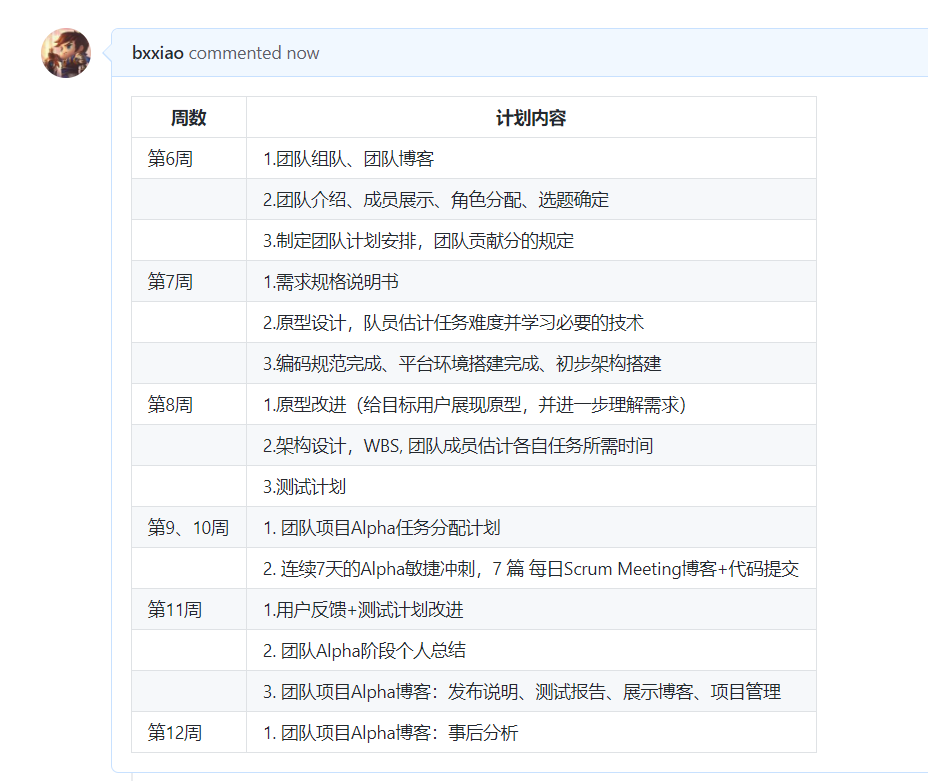 bxxiao commented now
周数 计划内容
第6周 1.团队组队、团队博客
2.团队介绍、成员展示、角色分配、选题确定
3.制定团队计划安排，团队贡献分的规定
第7周 1.需求规格说明书
2.原型设计，队员估计任务难度并学习必要的技术
3.编码规范完成、平台环境搭建完成、初步架构搭建
第8周 1.原型改进（给目标用户展现原型，并进一步理解需求）
2.架构设计，WBS, 团队成员估计各自任务所需时间
3.测试计划
第9、10周 1. 团队项目Alpha任务分配计划
2. 连续7天的Alpha敏捷冲刺，7 篇 每日Scrum Meeting博客+代码提交
第11周 1.用户反馈+测试计划改进
2. 团队Alpha阶段个人总结
3. 团队项目Alpha博客：发布说明、测试报告、展示博客、项目管理
第12周 1. 团队项目Alpha博客：事后分析